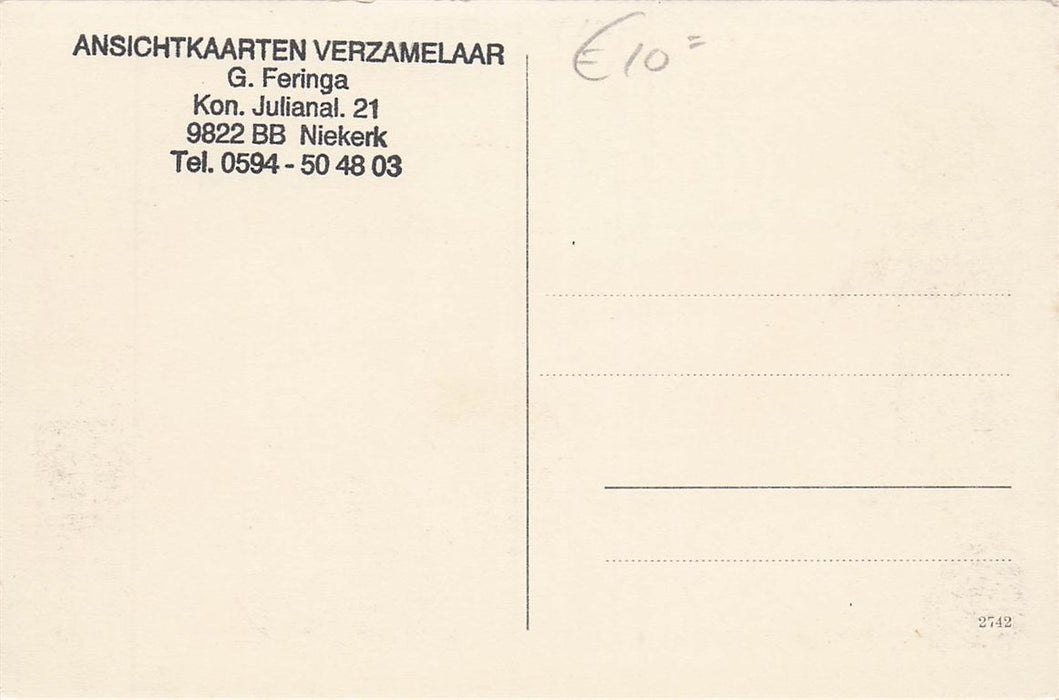 ANSICHTKAARTEN VERZAMELAAR
G. Feringa
Kon. Julianal. 21
9822 BB Niekerk
Tel. 0594 - 50 48 03
€10=
2742